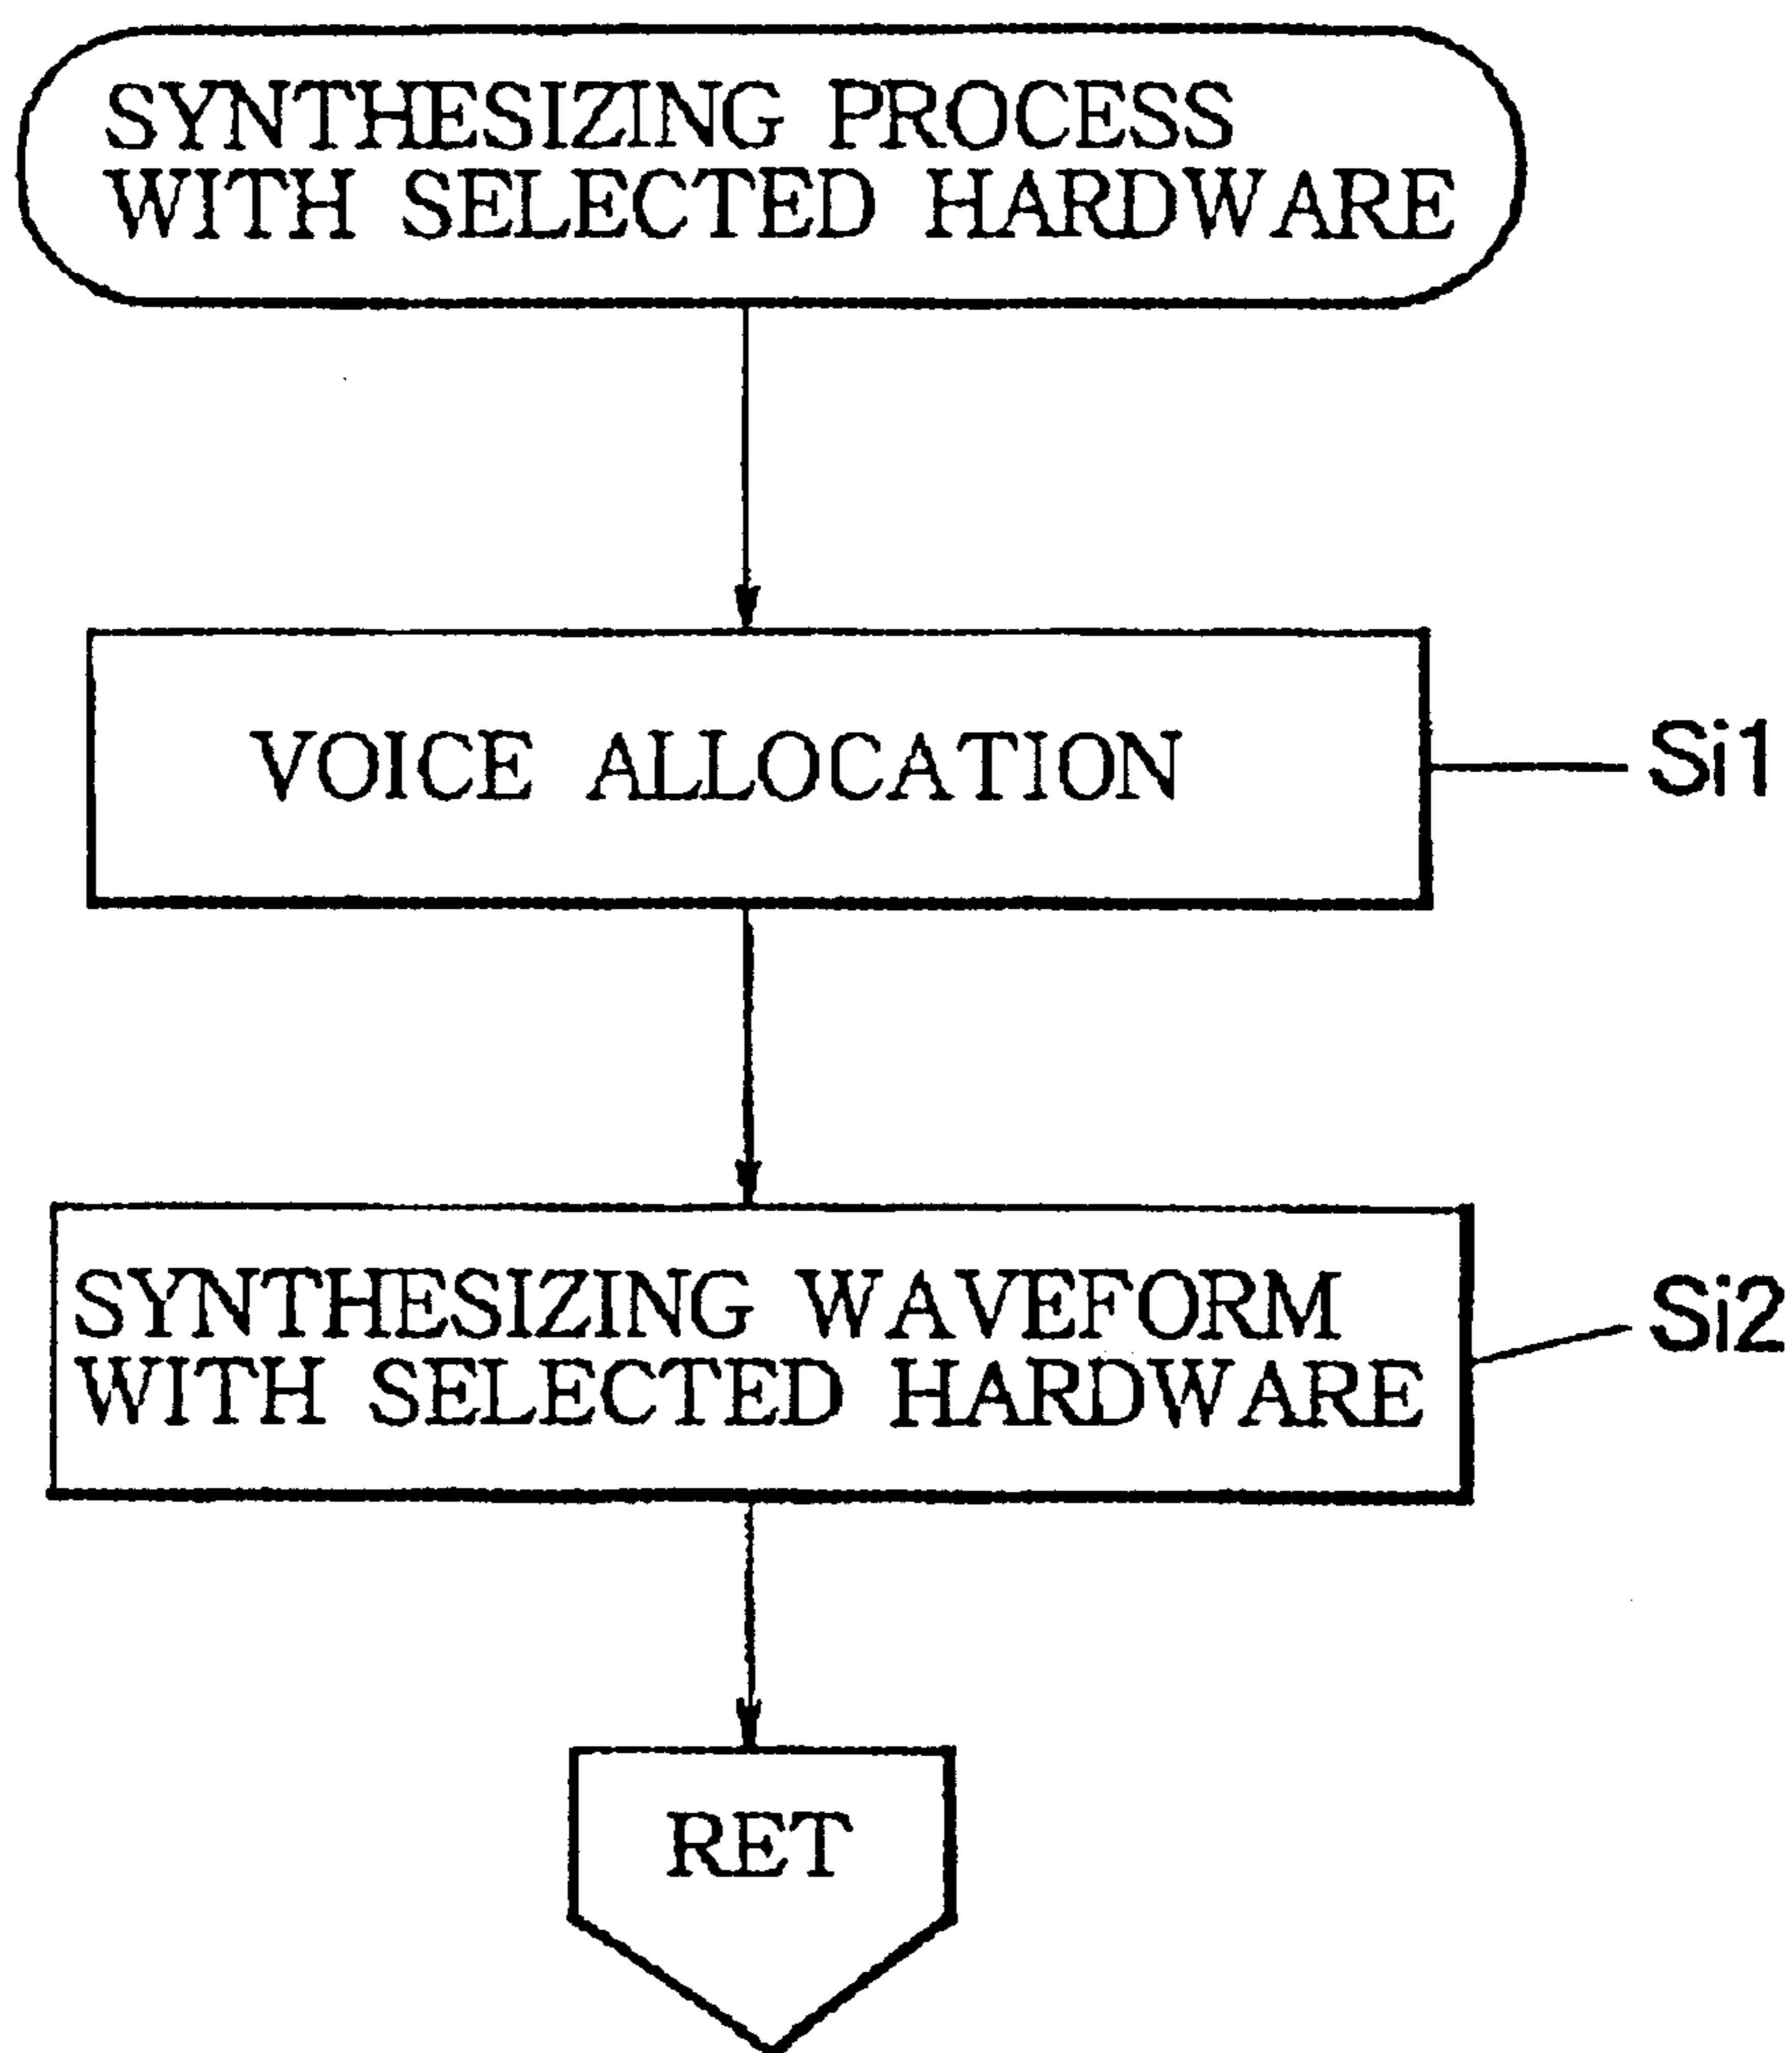 SYNTHESIZING PROCESS
WITH SELECTED HARDWARE
VOICE ALLOCATION
Si1
SYNTHESIZING WAVEFORM
WITH SELECTED HARDWARE
Si2
RET